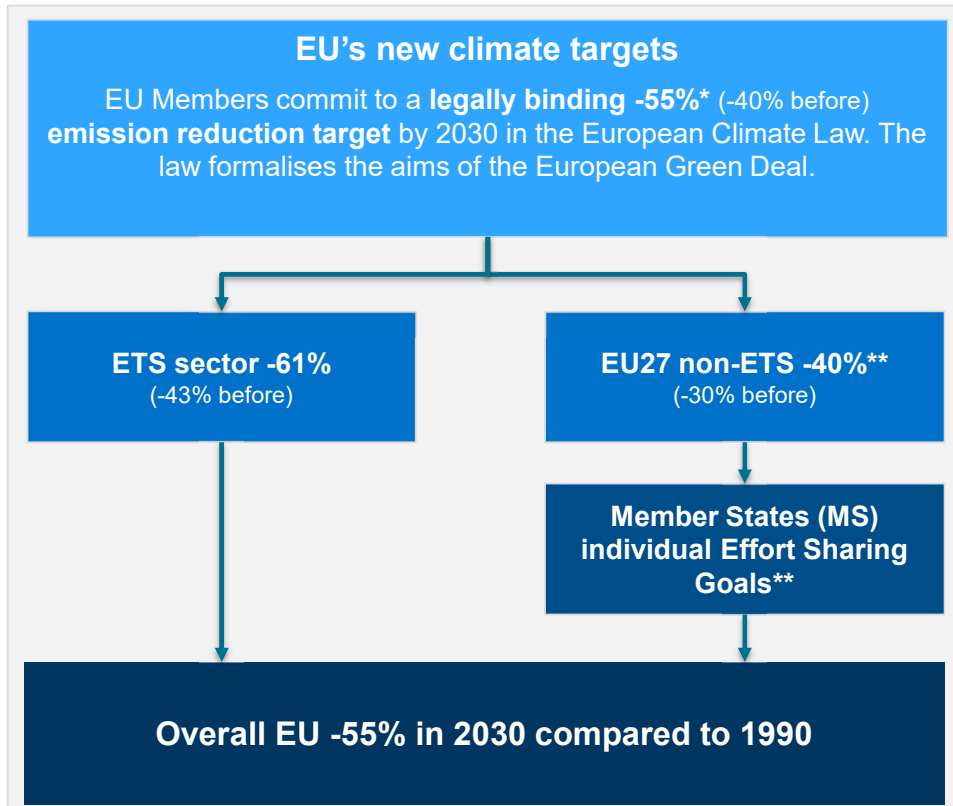 EU’s new climate targets
EU Members commit to a legally binding -55%* (-40% before)
emission reduction target by 2030 in the European Climate Law. The
law formalises the aims of the European Green Deal.
ETS sector -61%
(-43% before)
EU27 non-ETS -40%**
(-30% before)
Member States (MS)
individual Effort Sharing
Goals**
Overall EU -55% in 2030 compared to 1990